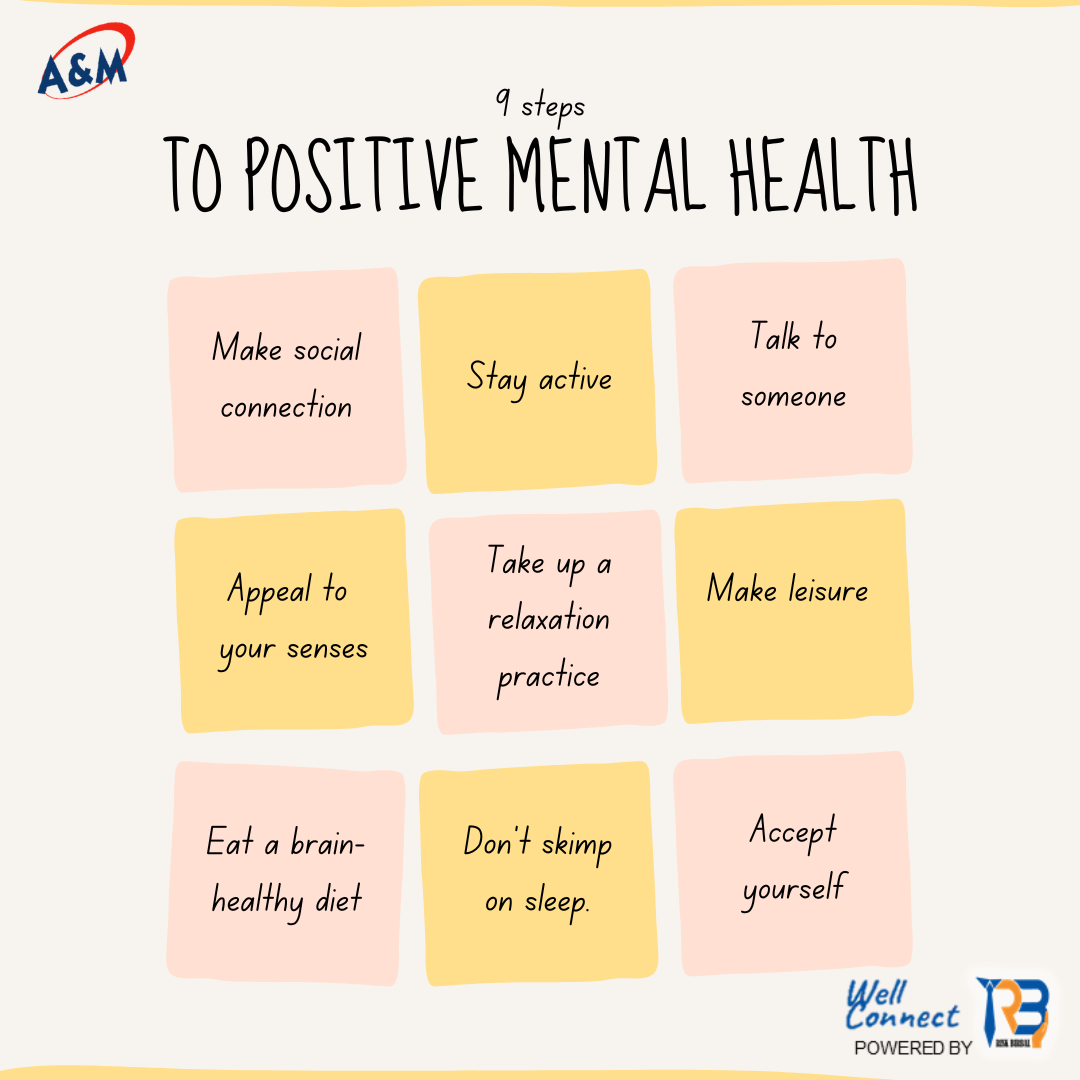 A&M
9 steps
TO POSITIVE MENTAL HEALTH
Make social
connection
Stay active
Talk to
someone
Appeal to
your senses
Take up a
relaxation
practice
Make leisure
Eat a brain-
healthy diet
Don't skimp
on sleep.
Accept
yourself
Well
Connect
POWERED BY
RB
RISK BIRBAL